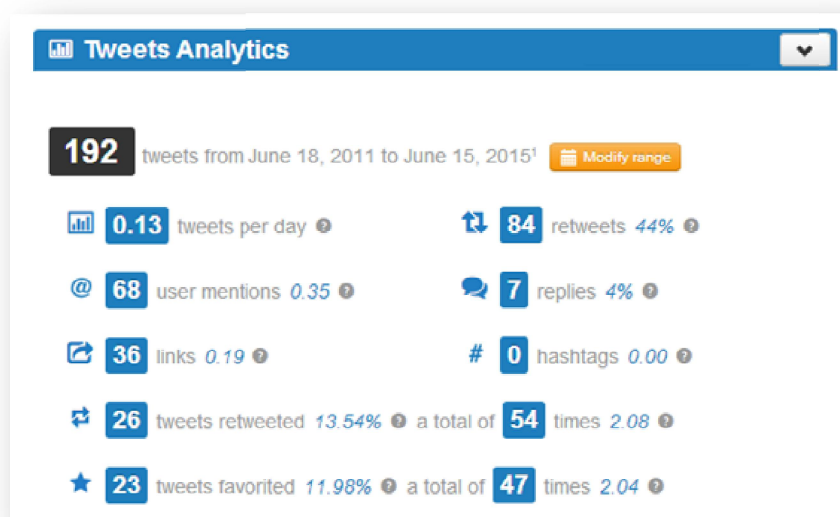 Tweets Analytics
192 tweets from June 18, 2011 to June 15, 2015¹ Modify range
0.13 tweets per day ? 84 retweets 44% ?
@ 68 user mentions 0.35 ? 7 replies 4% ?
36 links 0.19 ? # 0 hashtags 0.00 ?
26 tweets retweeted 13.54% ? a total of 54 times 2.08 ?
23 tweets favorited 11.98% ? a total of 47 times 2.04 ?